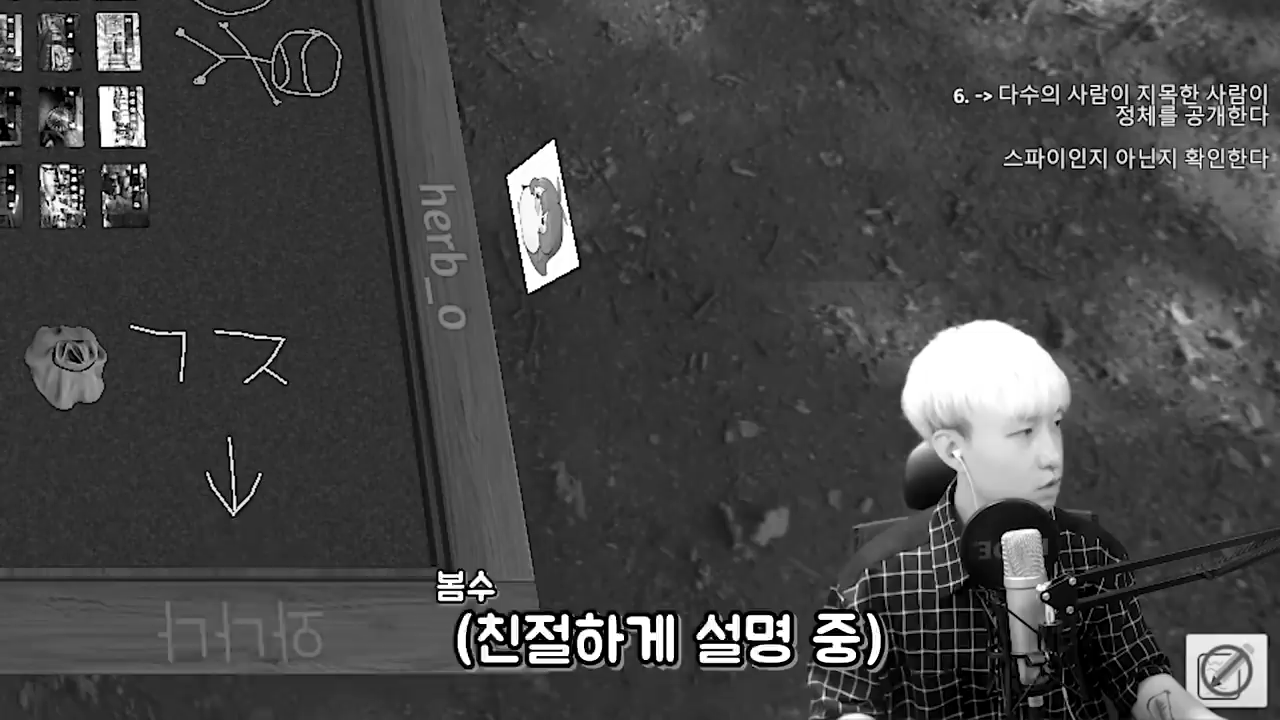 6. -> 다수의 사람이 지목한 사람이
정체를 공개한다
스파이인지 아닌지 확인한다
herb_o
ㄱ ㅈ
봄수
(친절하게 설명 중)